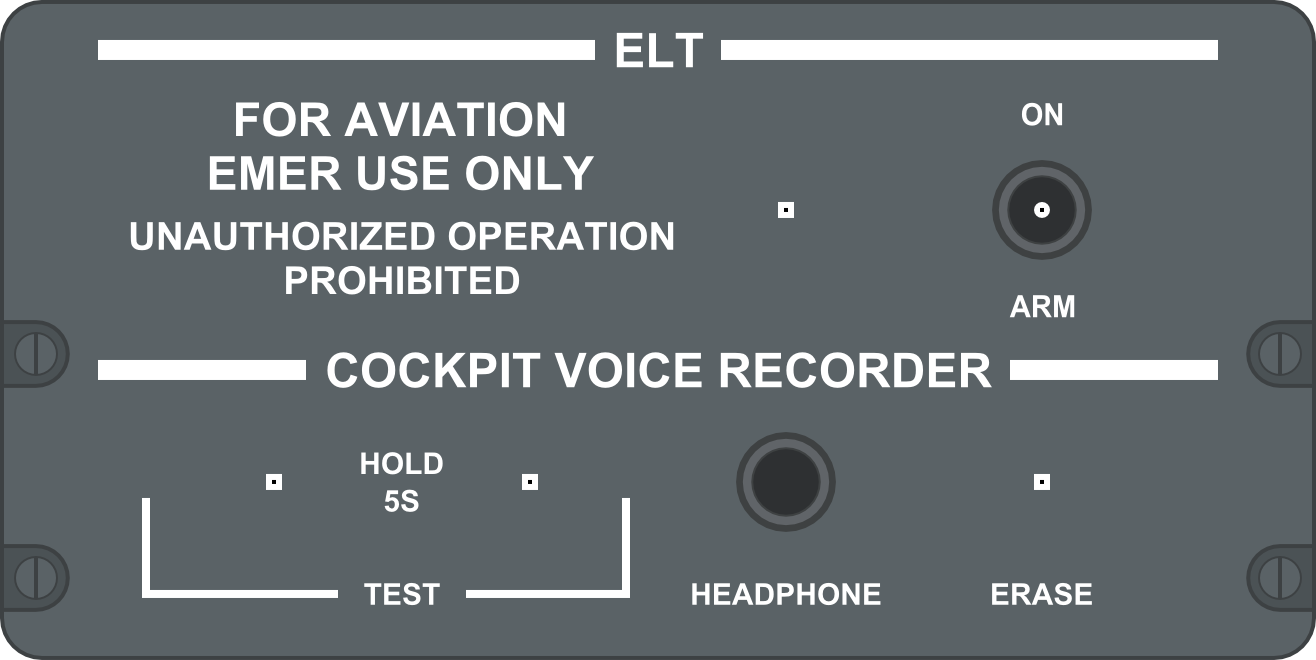 ELT
FOR AVIATION
EMER USE ONLY
UNAUTHORIZED OPERATION
PROHIBITED
ON
ARM
COCKPIT VOICE RECORDER
HOLD
5S
TEST
HEADPHONE
ERASE